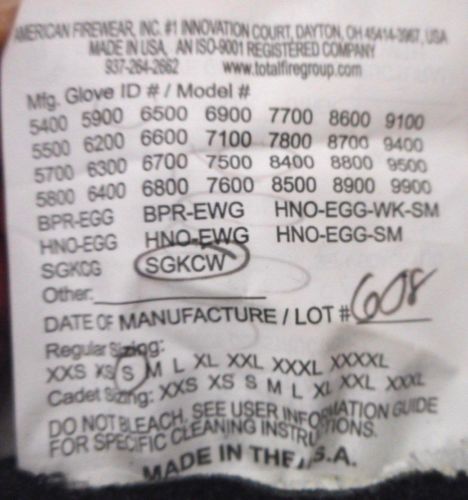 AMERICAN FIREWEAR, INC. #1 INNOVATION COURT, DAYTON, OH 45414-3967, USA
MADE IN USA, AN ISO-9001 REGISTERED COMPANY
937-264-2662 www.totalfiregroup.com
Mfg. Glove ID # / Model #
5400 5900 6500 6900 7700 8600 9100
5500 6200 6600 7100 7800 8700 9400
5700 6300 6700 7500 8400 8800 9500
5800 6400 6800 7600 8500 8900 9900
BPR-EGG BPR-EWG HNO-EGG-WK-SM
HNO-EGG HNO-EWG HNO-EGG-SM
SGKCG SGKCW
Other:
DATE OF MANUFACTURE / LOT # 608
Regular Sizing:
XXS XS S M L XL XXL XXXL XXXXL
Cadet Sizing: XXS XS S M L XL XXL XXXL
DO NOT BLEACH. SEE USER INFORMATION GUIDE
FOR SPECIFIC CLEANING INSTRUCTIONS.
MADE IN THE U.S.A.